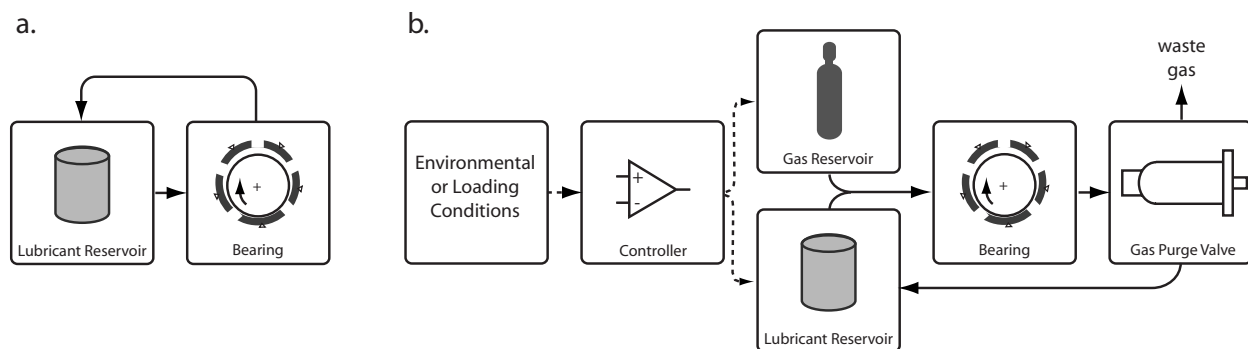 a.
Lubricant Reservoir
Bearing
b.
Environmental
or Loading
Conditions
+
-
Controller
Gas Reservoir
Lubricant Reservoir
+
Bearing
waste
gas
Gas Purge Valve
+